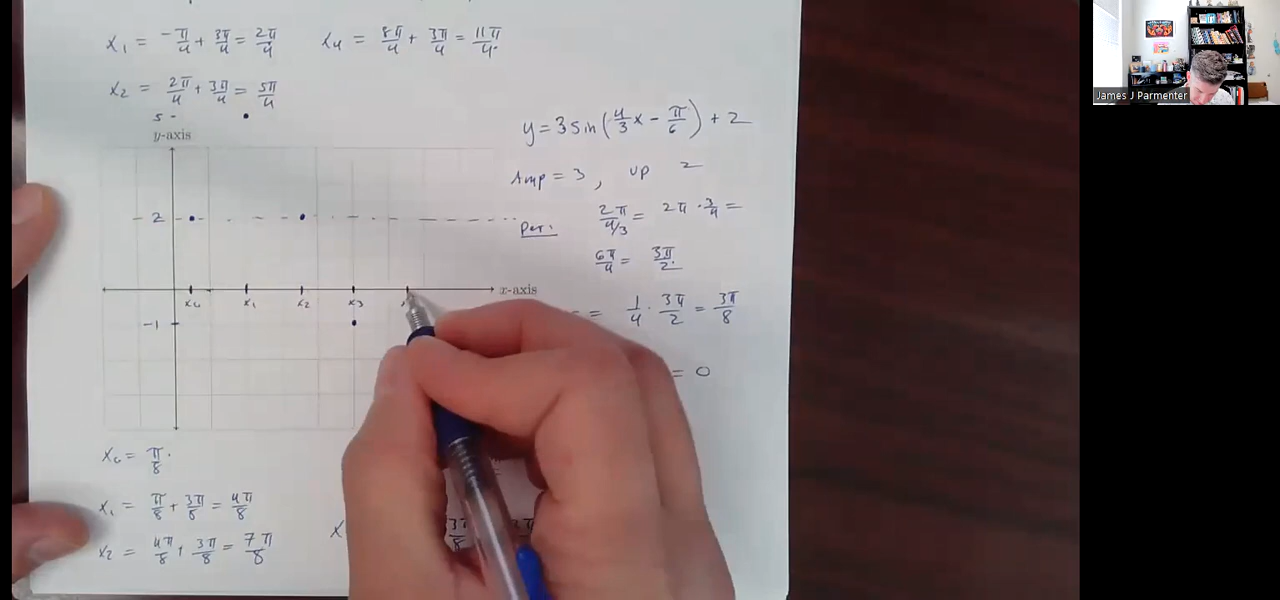 x₁ = -π/4 + 3π/4 = 2π/4
x₄ = 8π/4 + 3π/4 = 11π/4
x₂ = 2π/4 + 3π/4 = 5π/4
5
y-axis
2
-1
x₀ x₁ x₂ x₃
x-axis
y = 3 sin(4/3 x - π/6) + 2
Amp = 3, up 2
Per: 2π/4/3 = 2π · 3/4 =
6π/4 = 3π/2
= 1/4 · 3π/2 = 3π/8
= 0
x₀ = π/8
x₁ = π/8 + 3π/8 = 4π/8
x₂ = 4π/8 + 3π/8 = 7π/8
James J Parmenter